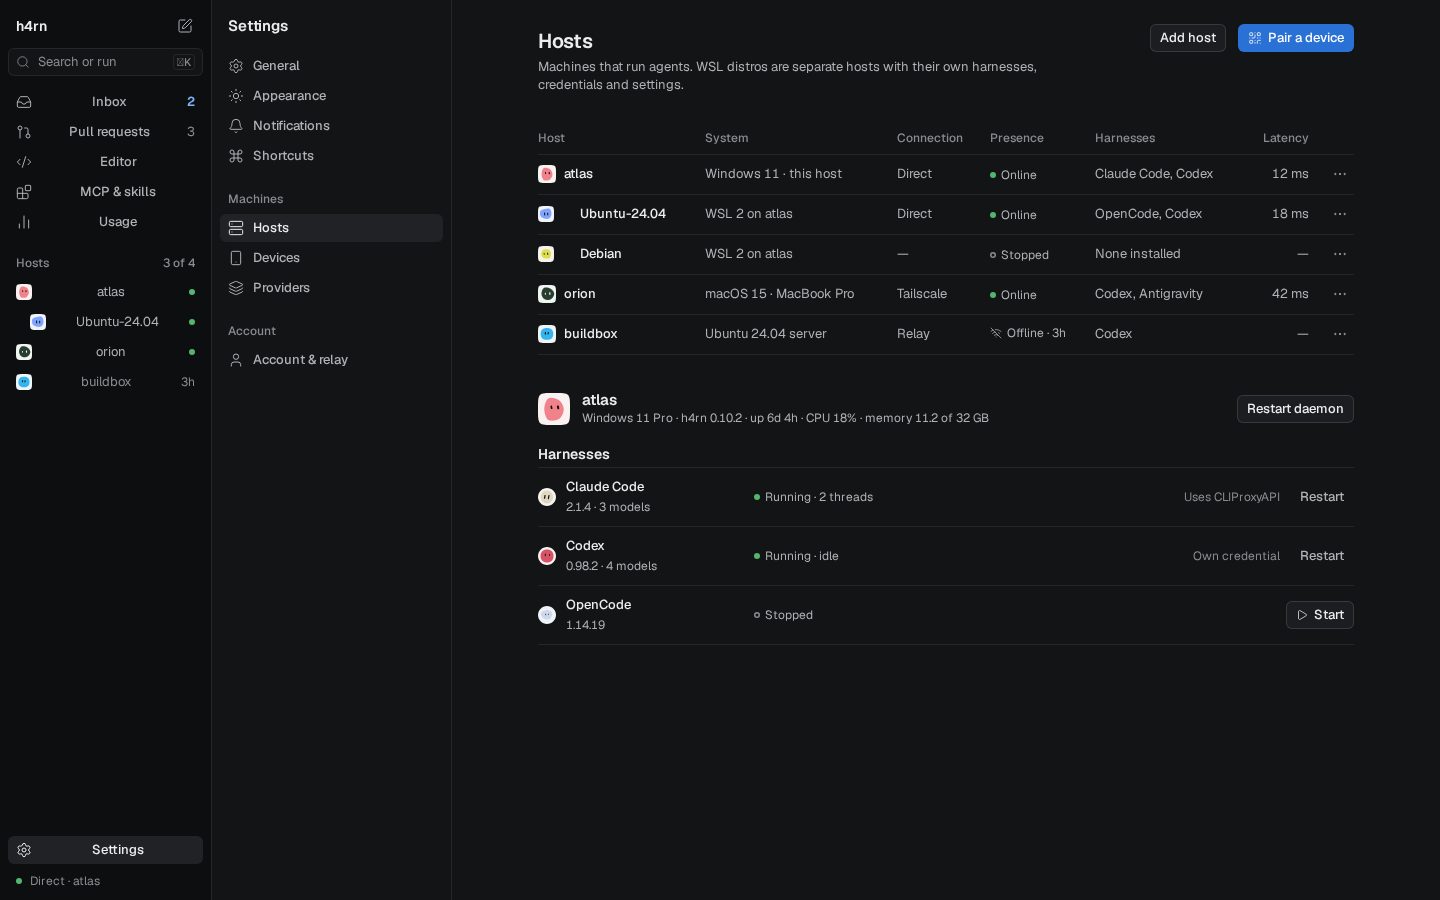 h4rn
Search or run
K
Inbox 2
Pull requests 3
Editor
MCP & skills
Usage
Hosts 3 of 4
atlas
Ubuntu-24.04
orion
buildbox 3h
Settings
Direct · atlas
Settings
General
Appearance
Notifications
Shortcuts
Machines
Hosts
Devices
Providers
Account
Account & relay
Hosts
Add host
Pair a device
Machines that run agents. WSL distros are separate hosts with their own harnesses,
credentials and settings.
Host System Connection Presence Harnesses Latency
atlas Windows 11 · this host Direct Online Claude Code, Codex 12 ms ···
Ubuntu-24.04 WSL 2 on atlas Direct Online OpenCode, Codex 18 ms ···
Debian WSL 2 on atlas — Stopped None installed — ···
orion macOS 15 · MacBook Pro Tailscale Online Codex, Antigravity 42 ms ···
buildbox Ubuntu 24.04 server Relay Offline · 3h Codex — ···
atlas
Windows 11 Pro · h4rn 0.10.2 · up 6d 4h · CPU 18% · memory 11.2 of 32 GB
Restart daemon
Harnesses
Claude Code
2.1.4 · 3 models
Running · 2 threads
Uses CLIProxyAPI
Restart
Codex
0.98.2 · 4 models
Running · idle
Own credential
Restart
OpenCode
1.14.19
Stopped
Start